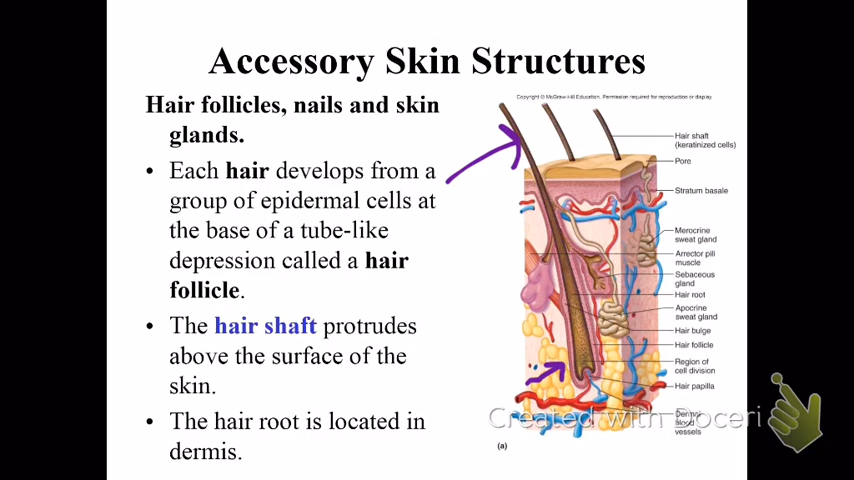 Accessory Skin Structures
Hair follicles, nails and skin
glands.
• Each hair develops from a
group of epidermal cells at
the base of a tube-like
depression called a hair
follicle.
• The hair shaft protrudes
above the surface of the
skin.
• The hair root is located in
dermis.
Copyright © McGraw-Hill Education. Permission required for reproduction or display.
Hair shaft
(keratinized cells)
Pore
Stratum basale
Merocrine
sweat gland
Arrector pili
muscle
Sebaceous
gland
Hair root
Apocrine
sweat gland
Hair bulge
Hair follicle
Region of
cell division
Hair papilla
Dermal
blood
vessels
(a)
Created with Doceri